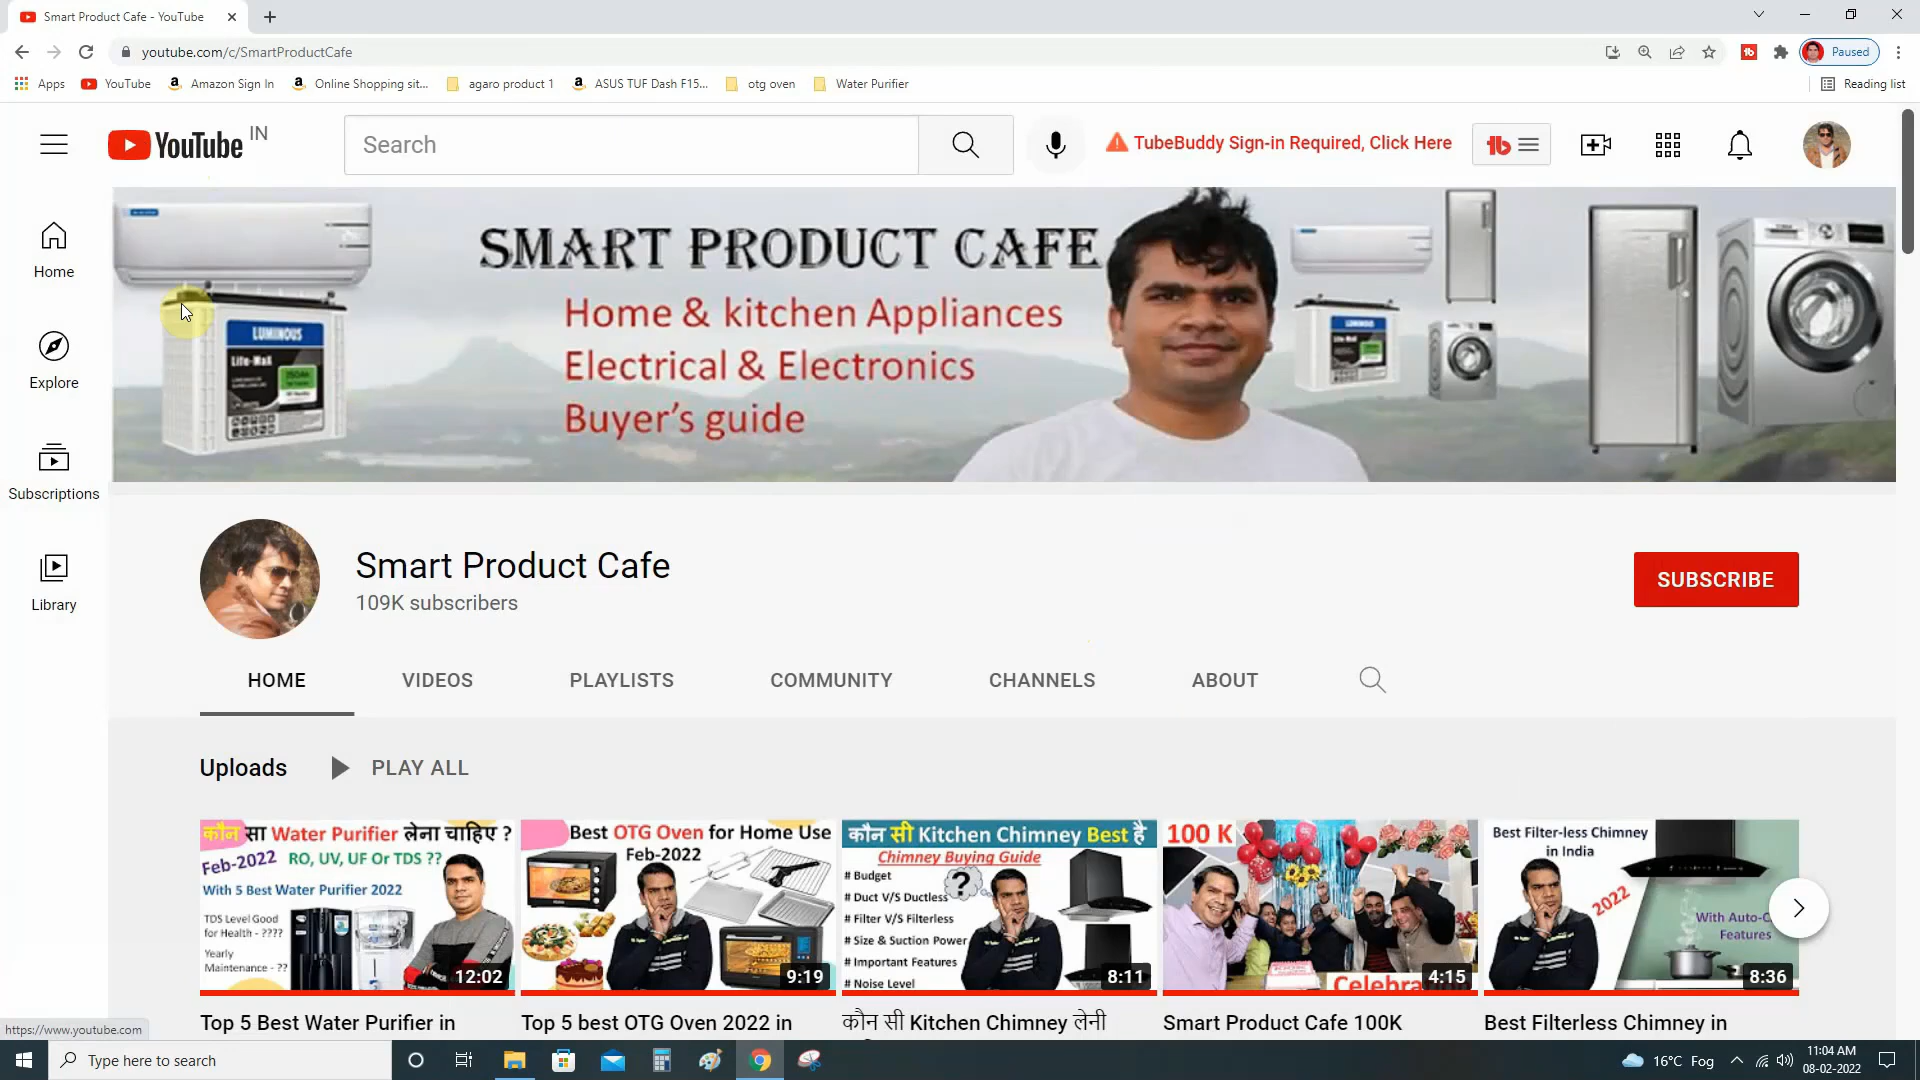 Smart Product Cafe - YouTube
youtube.com/c/SmartProductCafe
Paused
Apps
YouTube
Amazon Sign In
Online Shopping sit...
agaro product 1
ASUS TUF Dash F15...
otg oven
Water Purifier
Reading list
YouTube IN
Search
TubeBuddy Sign-in Required, Click Here
SMART PRODUCT CAFE
Home & kitchen Appliances
Electrical & Electronics
Buyer's guide
LUMINOUS
LUMINOUS
Home
Explore
Subscriptions
Library
Smart Product Cafe
109K subscribers
SUBSCRIBE
HOME
VIDEOS
PLAYLISTS
COMMUNITY
CHANNELS
ABOUT
Uploads
PLAY ALL
कौन सा Water Purifier लेना चाहिए ?
Feb-2022
RO, UV, UF Or TDS ??
With 5 Best Water Purifier 2022
TDS Level Good
for Health - ????
Yearly
Maintenance - ??
12:02
Best OTG Oven for Home Use
Feb-2022
9:19
कौन सी Kitchen Chimney Best है
Chimney Buying Guide
# Budget
# Duct V/S Ductless
# Filter V/S Filterless
# Size & Suction Power
# Important Features
# Noise Level
?
8:11
100 K
Celebra
4:15
Best Filter-less Chimney
in India
2022
With Auto-C
Features
8:36
Top 5 Best Water Purifier in
Top 5 best OTG Oven 2022 in
कौन सी Kitchen Chimney लेनी
Smart Product Cafe 100K
Best Filterless Chimney in
https://www.youtube.com
Type here to search
16°C Fog
11:04 AM
08-02-2022